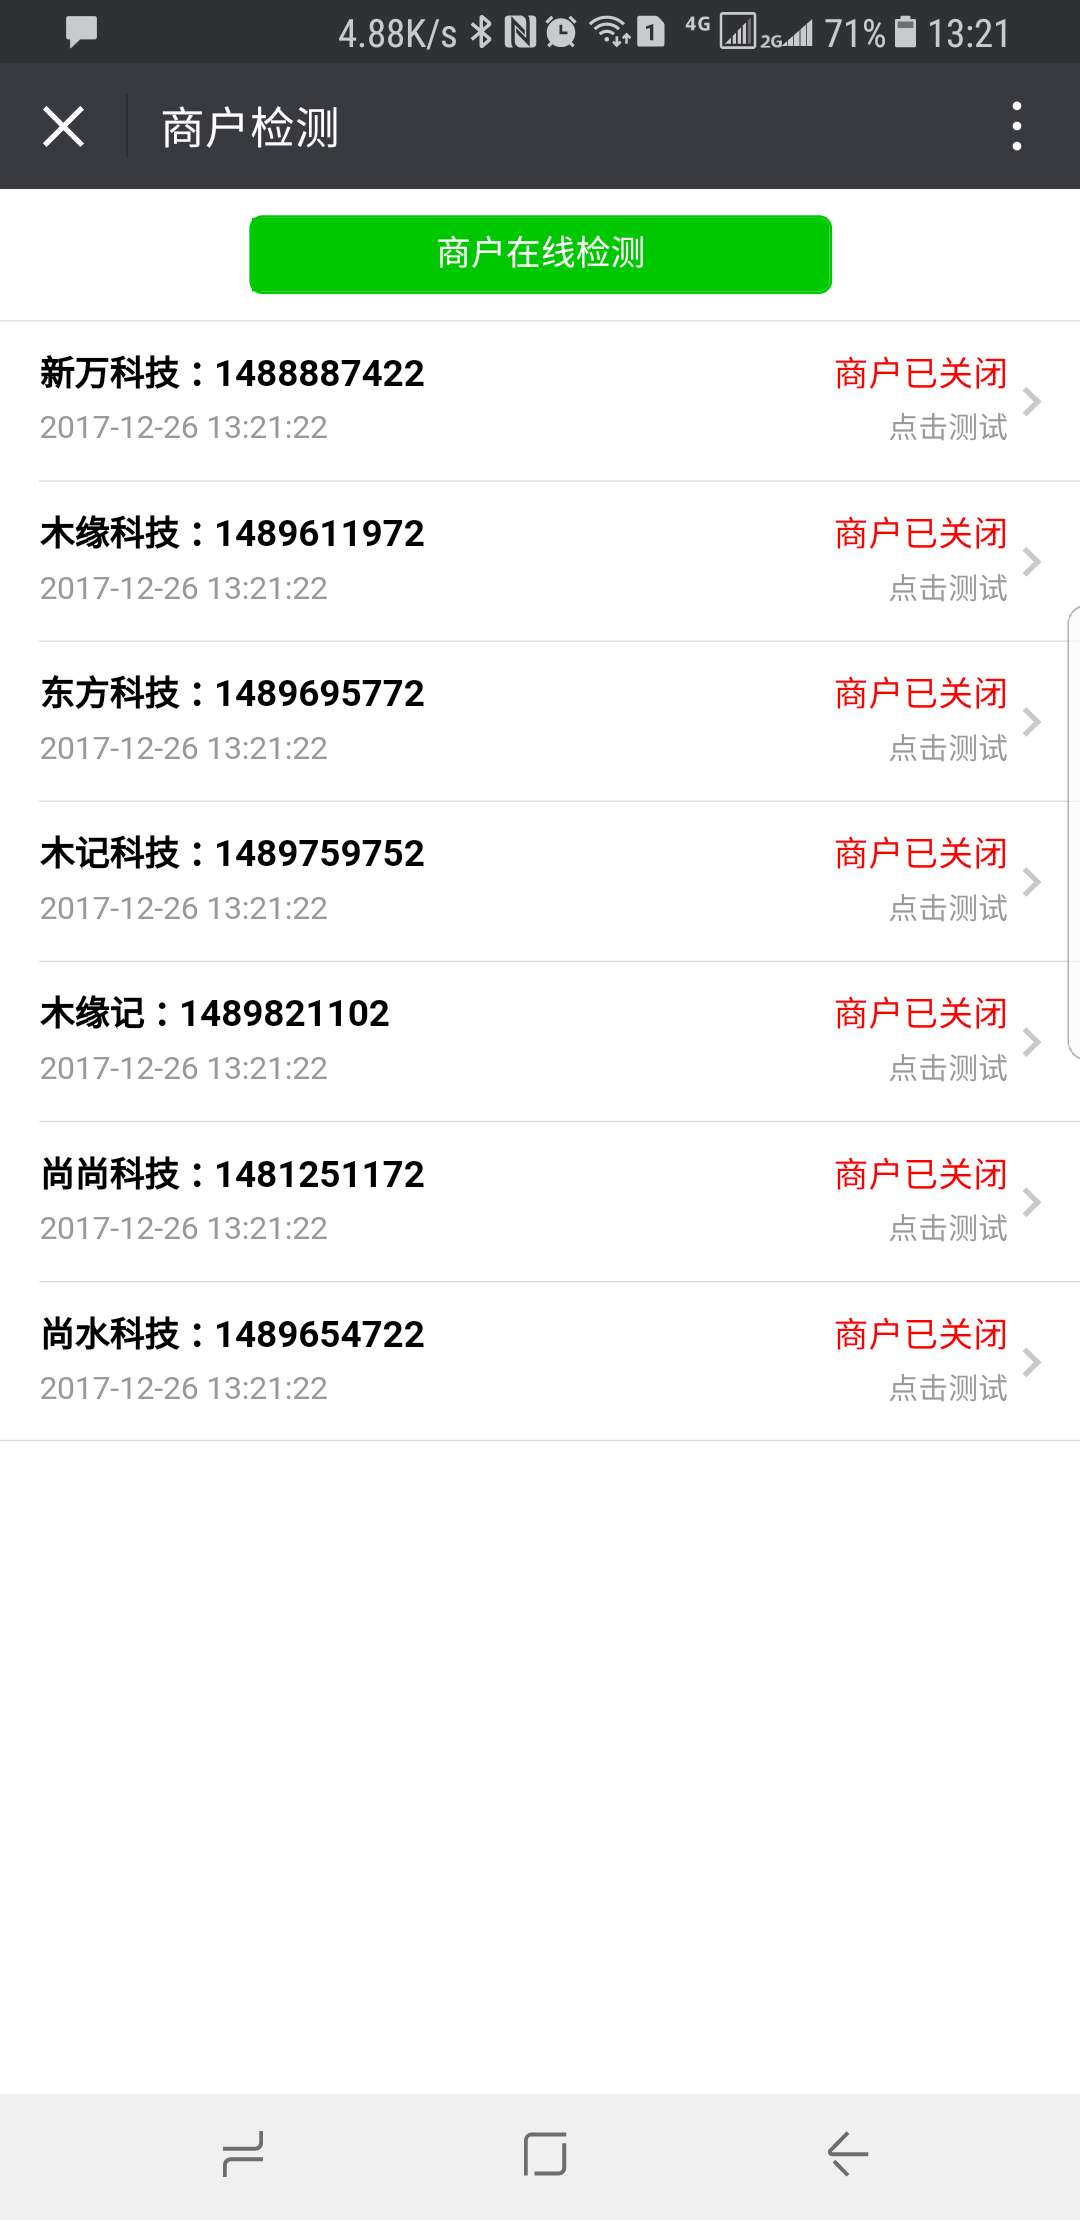 4.88K/s 1 4G 2G 71% 13:21
商户检测
商户在线检测
新万科技：1488887422 商户已关闭
2017-12-26 13:21:22 点击测试
木缘科技：1489611972 商户已关闭
2017-12-26 13:21:22 点击测试
东方科技：1489695772 商户已关闭
2017-12-26 13:21:22 点击测试
木记科技：1489759752 商户已关闭
2017-12-26 13:21:22 点击测试
木缘记：1489821102 商户已关闭
2017-12-26 13:21:22 点击测试
尚尚科技：1481251172 商户已关闭
2017-12-26 13:21:22 点击测试
尚水科技：1489654722 商户已关闭
2017-12-26 13:21:22 点击测试